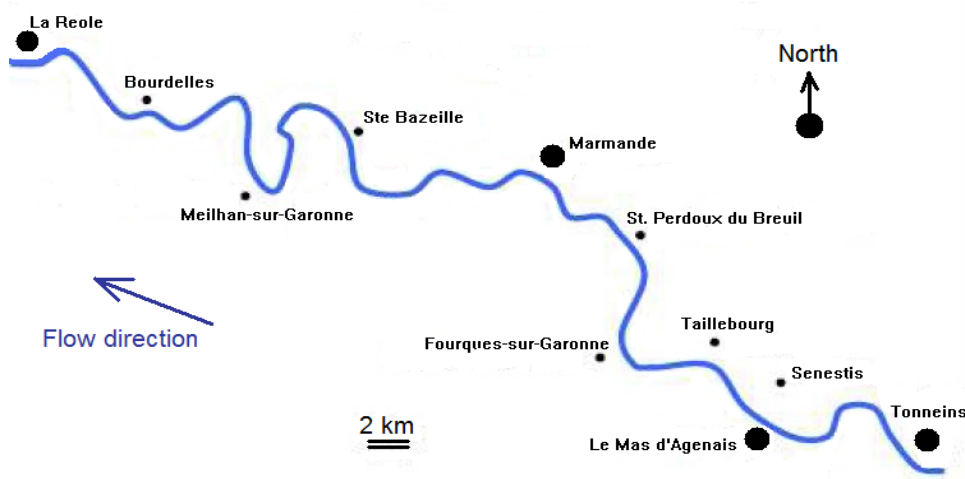 La Reole
North
Bourdelles
Ste Bazeille
Marmande
Meilhan-sur-Garonne
St. Perdoux du Breuil
Flow direction
Taillebourg
Fourques-sur-Garonne
Senestis
2 km
Tonneins
Le Mas d'Agenais